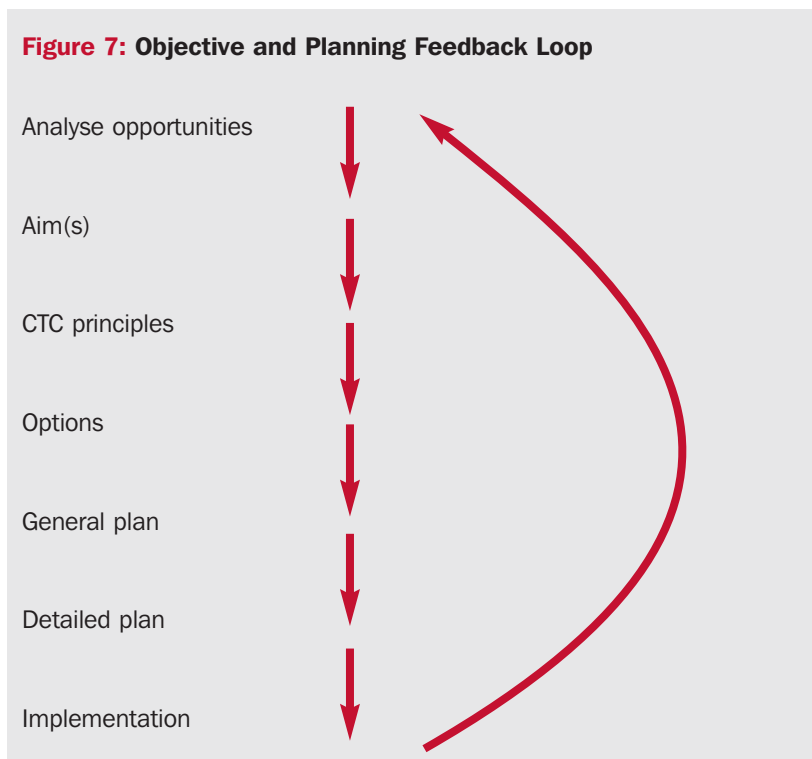 Figure 7: Objective and Planning Feedback Loop
Analyse opportunities
Aim(s)
CTC principles
Options
General plan
Detailed plan
Implementation